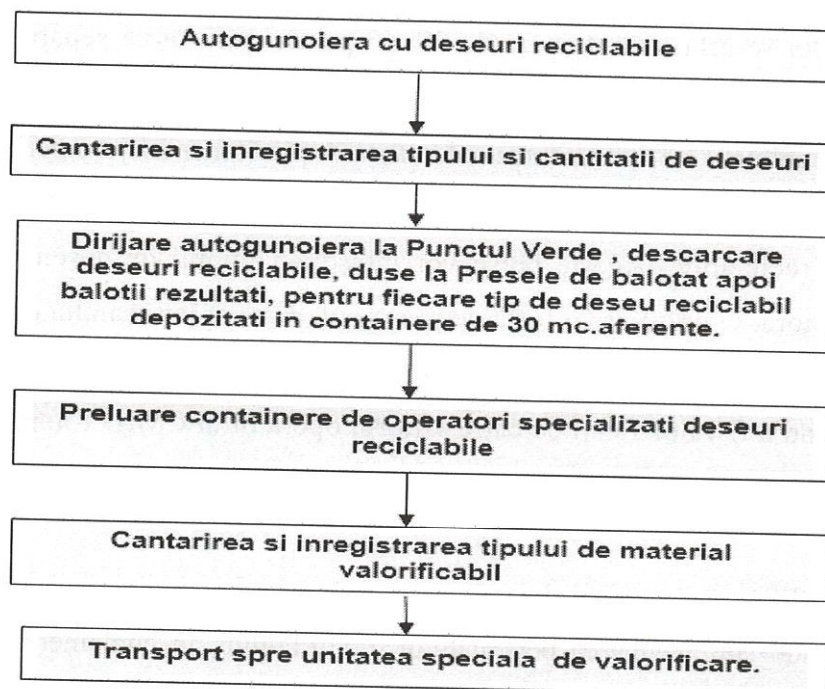 Autogunoiera cu deseuri reciclabile
Cantarirea si inregistrarea tipului si cantitatii de deseuri
Dirijare autogunoiera la Punctul Verde , descarcare
deseuri reciclabile, duse la Presele de balotat apoi
balotii rezultati, pentru fiecare tip de deseu reciclabil
depozitati in containere de 30 mc.aferente.
Preluare containere de operatori specializati deseuri
reciclabile
Cantarirea si inregistrarea tipului de material
valorificabil
Transport spre unitatea speciala de valorificare.